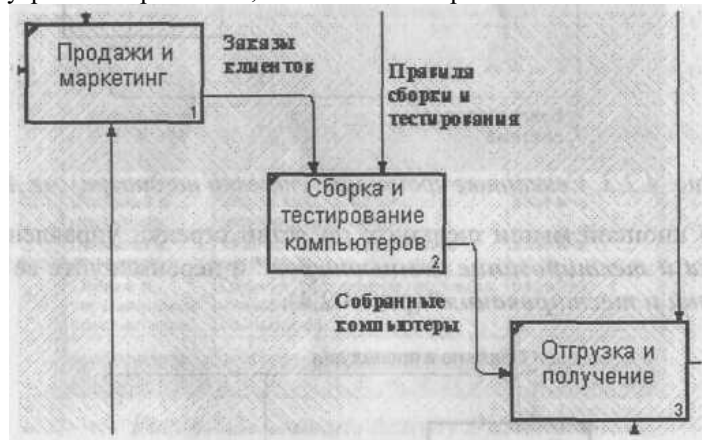 Продажи и
маркетинг
1
Заказы
клиентов
Правила
сборки и
тестирования
Сборка и
тестирование
компьютеров
2
Собранные
компьютеры
Отгрузка и
получение
3